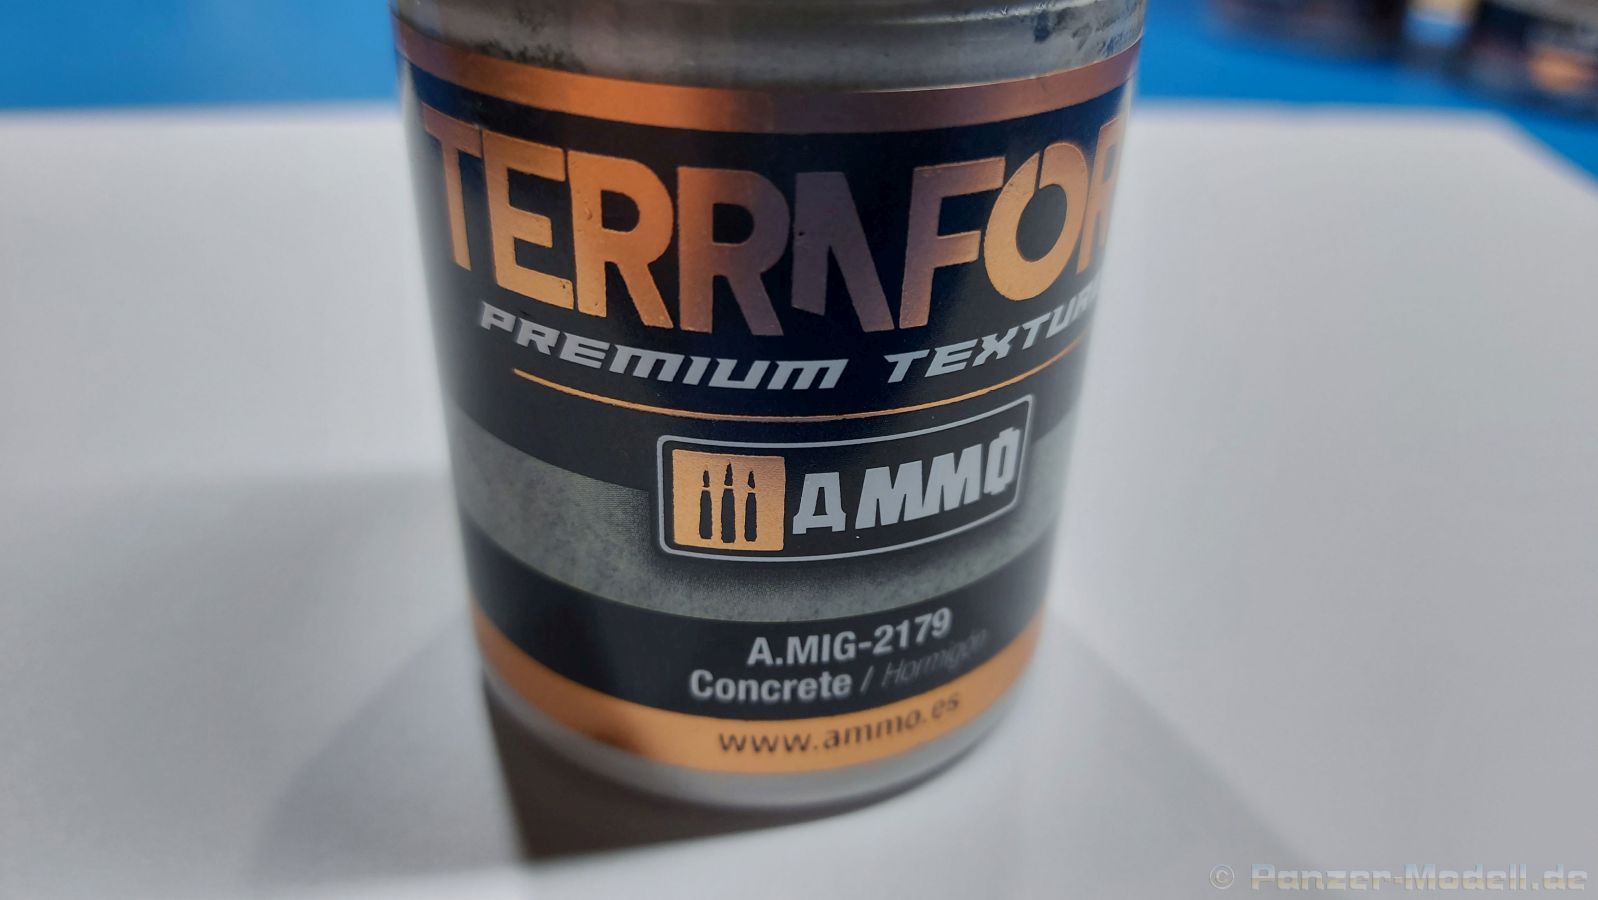 TERRAFOR
PREMIUM TEXTUR
AMMO
A.MIG-2179
Concrete / Hormigón
www.ammo.es
© Panzer-Modell.de